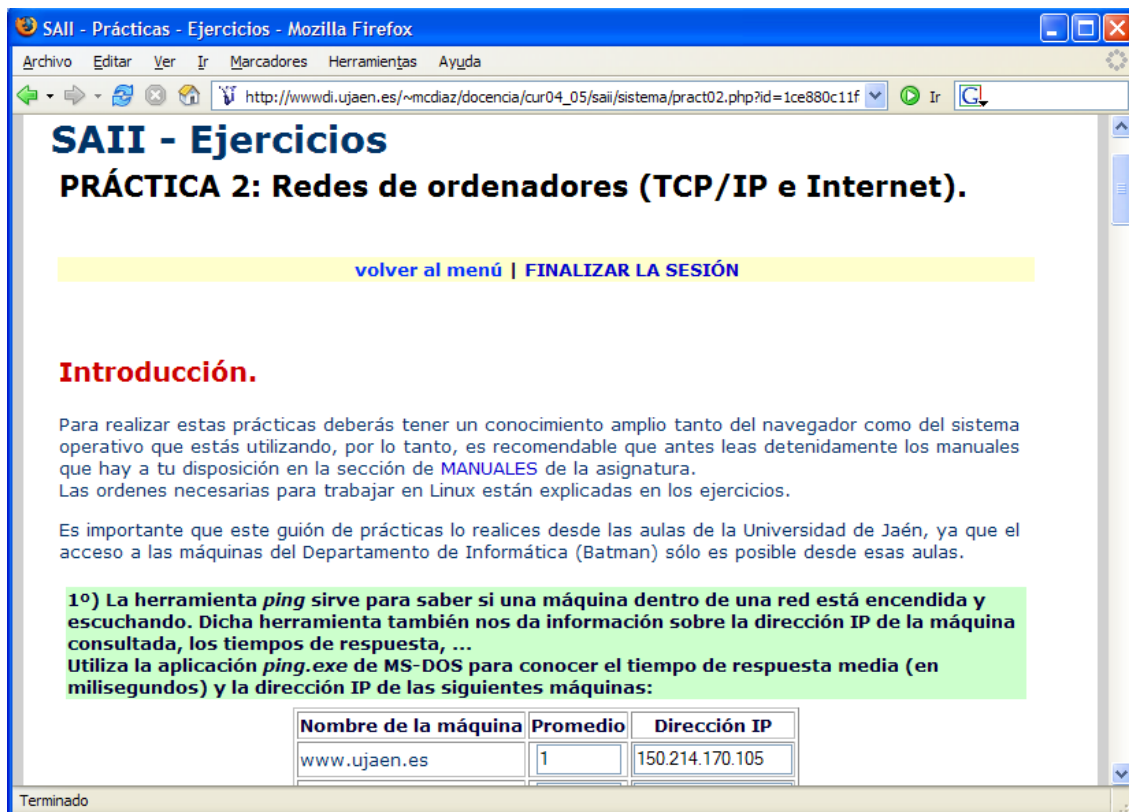 SAII - Prácticas - Ejercicios - Mozilla Firefox
Archivo Editar Ver Ir Marcadores Herramientas Ayuda
http://wwwdi.ujaen.es/~mcdiaz/docencia/cur04_05/saii/sistema/pract02.php?id=1ce880c11f Ir G
SAII - Ejercicios
PRÁCTICA 2: Redes de ordenadores (TCP/IP e Internet).
volver al menú | FINALIZAR LA SESIÓN
Introducción.
Para realizar estas prácticas deberás tener un conocimiento amplio tanto del navegador como del sistema
operativo que estás utilizando, por lo tanto, es recomendable que antes leas detenidamente los manuales
que hay a tu disposición en la sección de MANUALES de la asignatura.
Las ordenes necesarias para trabajar en Linux están explicadas en los ejercicios.
Es importante que este guión de prácticas lo realices desde las aulas de la Universidad de Jaén, ya que el
acceso a las máquinas del Departamento de Informática (Batman) sólo es posible desde esas aulas.
1º) La herramienta ping sirve para saber si una máquina dentro de una red está encendida y
escuchando. Dicha herramienta también nos da información sobre la dirección IP de la máquina
consultada, los tiempos de respuesta, ...
Utiliza la aplicación ping.exe de MS-DOS para conocer el tiempo de respuesta media (en
milisegundos) y la dirección IP de las siguientes máquinas:
Nombre de la máquina Promedio Dirección IP
www.ujaen.es 1 150.214.170.105
Terminado